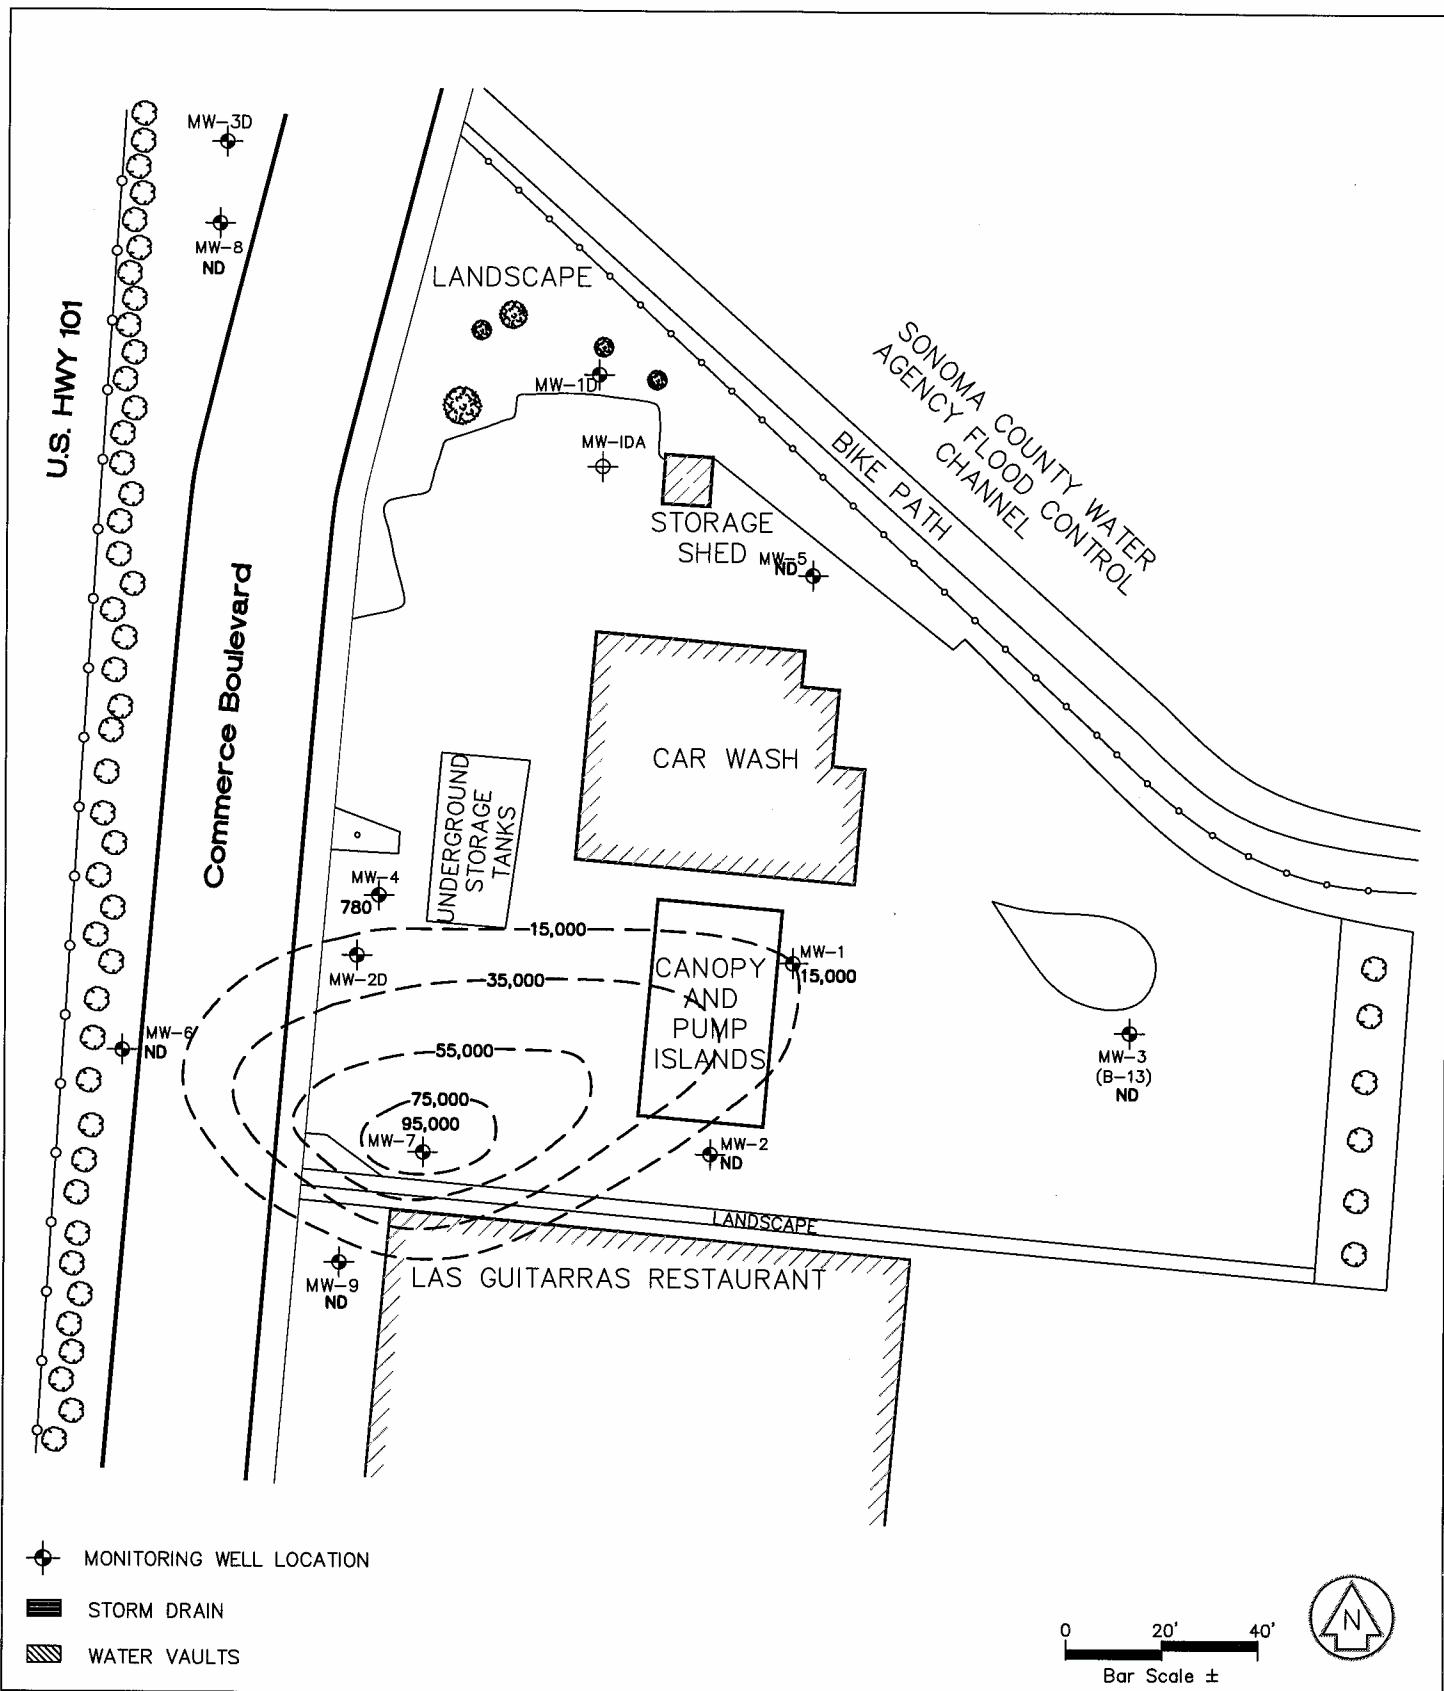 MW-3D
MW-8
ND
LANDSCAPE
U.S. HWY 101
MW-1D
MW-1DA
SONOMA COUNTY WATER
AGENCY FLOOD CONTROL
CHANNEL
BIKE PATH
STORAGE
SHED
MW-5
ND
Commerce Boulevard
CAR WASH
UNDERGROUND
STORAGE
TANKS
MW-4
780
15,000
MW-2D
35,000
MW-1
15,000
CANOPY
AND
PUMP
ISLANDS
MW-6
ND
55,000
MW-3
(B-13)
ND
75,000
95,000
MW-7
MW-2
ND
LANDSCAPE
MW-9
ND
LAS GUITARRAS RESTAURANT
MONITORING WELL LOCATION
STORM DRAIN
WATER VAULTS
0 20' 40'
Bar Scale ±
N